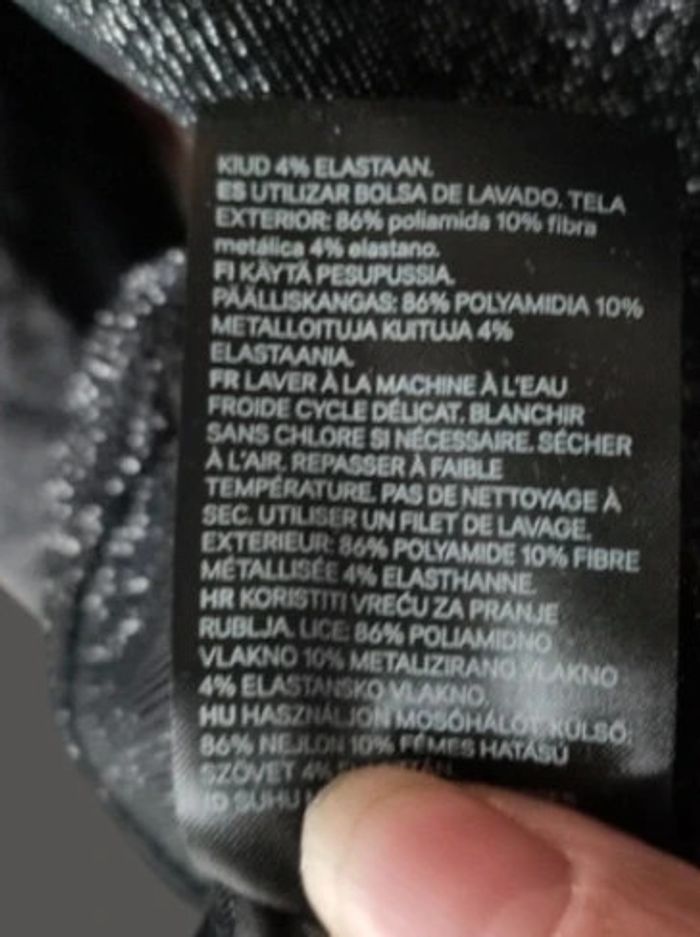 KIUD 4% ELASTAAN.
ES UTILIZAR BOLSA DE LAVADO. TELA
EXTERIOR: 86% poliamida 10% fibra
metálica 4% elastano.
FI KÄYTÄ PESUPUSSIA.
PÄÄLLISKANGAS: 86% POLYAMIDIA 10%
METALLOITUJA KUITUJA 4%
ELASTAANIA.
FR LAVER À LA MACHINE À L'EAU
FROIDE CYCLE DÉLICAT. BLANCHIR
SANS CHLORE SI NÉCESSAIRE. SÉCHER
À L'AIR. REPASSER À FAIBLE
TEMPÉRATURE. PAS DE NETTOYAGE À
SEC. UTILISER UN FILET DE LAVAGE.
EXTERIEUR: 86% POLYAMIDE 10% FIBRE
MÉTALLISÉE 4% ELASTHANNE.
HR KORISTITI VREĆU ZA PRANJE
RUBLJA. LICE: 86% POLIAMIDNO
VLAKNO 10% METALIZIRANO VLAKNO
4% ELASTANSKO VLAKNO.
HU HASZNÁLJON MOSÓHÁLÓT. KÜLSŐ:
86% NEJLON 10% FÉMES HATÁSÚ
SZÖVET 4%
ID SUHU